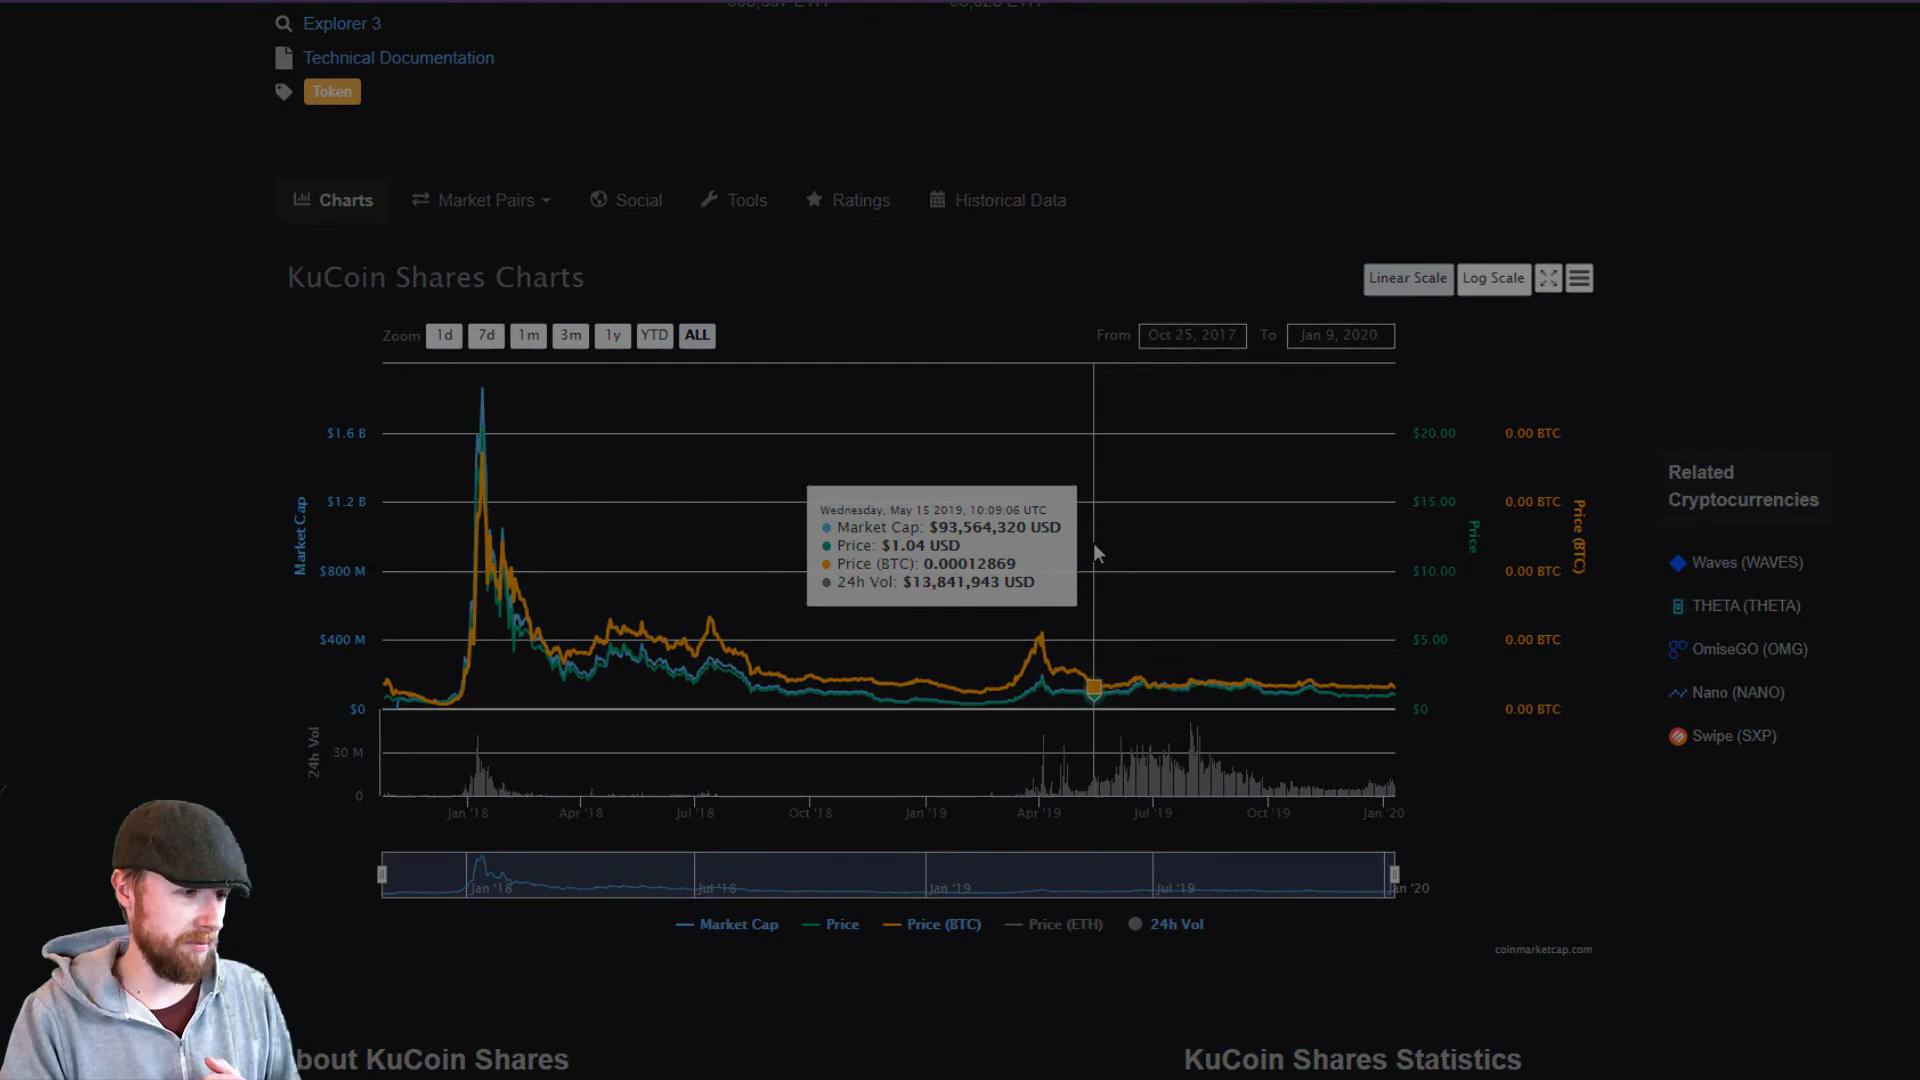 Explorer 3
Technical Documentation
Token
Charts
Market Pairs
Social
Tools
Ratings
Historical Data
KuCoin Shares Charts
Linear Scale
Log Scale
Zoom 1d 7d 1m 3m 1y YTD ALL
From Oct 25, 2017 To Jan 9, 2020
$1.6 B
$1.2 B
$800 M
$400 M
$0
Market Cap
$20.00
$15.00
$10.00
$5.00
$0
Price
0.00 BTC
0.00 BTC
0.00 BTC
0.00 BTC
0.00 BTC
Price (BTC)
Wednesday, May 15 2019, 10:09:06 UTC
Market Cap: $93,564,320 USD
Price: $1.04 USD
Price (BTC): 0.00012869
24h Vol: $13,841,943 USD
24h Vol
30 M
0
Jan '18 Apr '18 Jul '18 Oct '18 Jan '19 Apr '19 Jul '19 Oct '19 Jan '20
Jan '18 Jul '18 Jan '19 Jul '19 Jan '20
Market Cap Price Price (BTC) Price (ETH) 24h Vol
coinmarketcap.com
Related
Cryptocurrencies
Waves (WAVES)
THETA (THETA)
OmiseGO (OMG)
Nano (NANO)
Swipe (SXP)
bout KuCoin Shares
KuCoin Shares Statistics